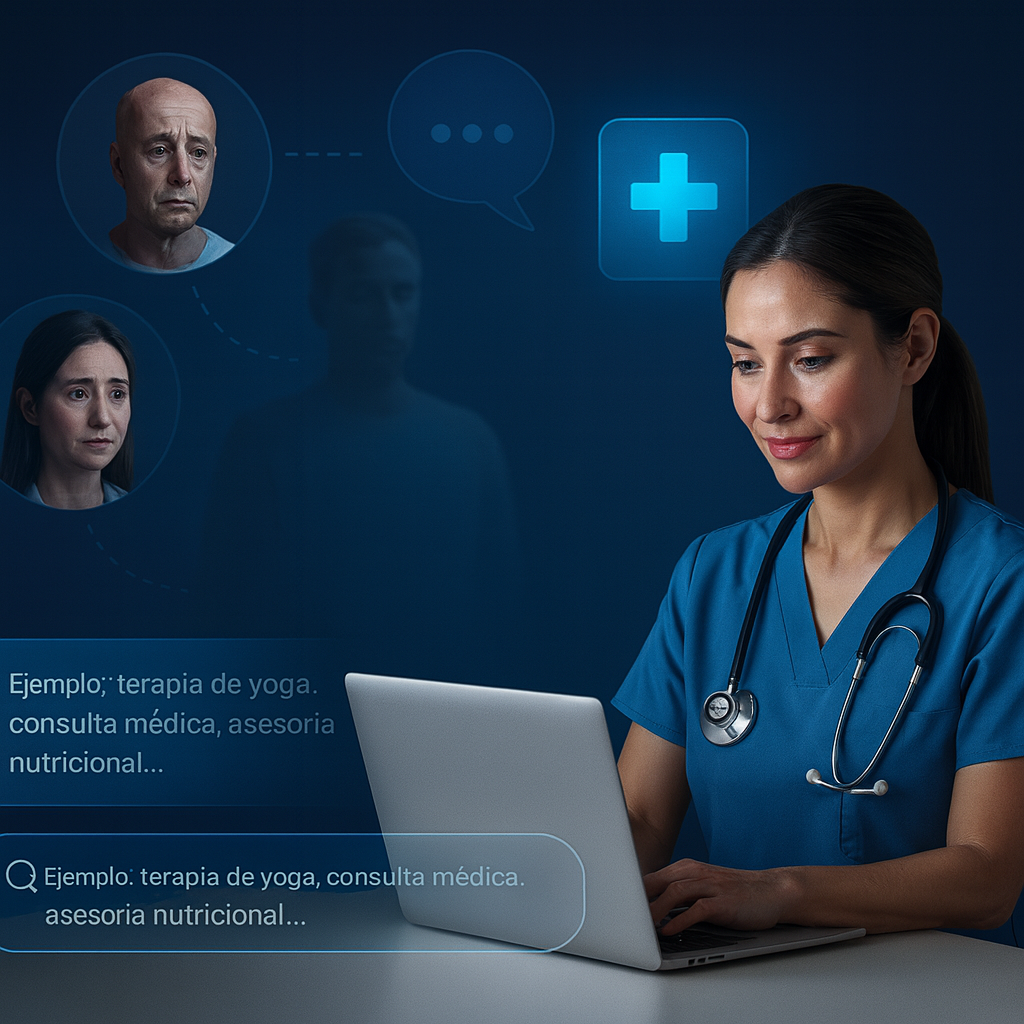 Ejemplo; terapia de yoga.
consulta médica, asesoria
nutricional...
Ejemplo. terapia de yoga, consulta médica.
asesoria nutricional...